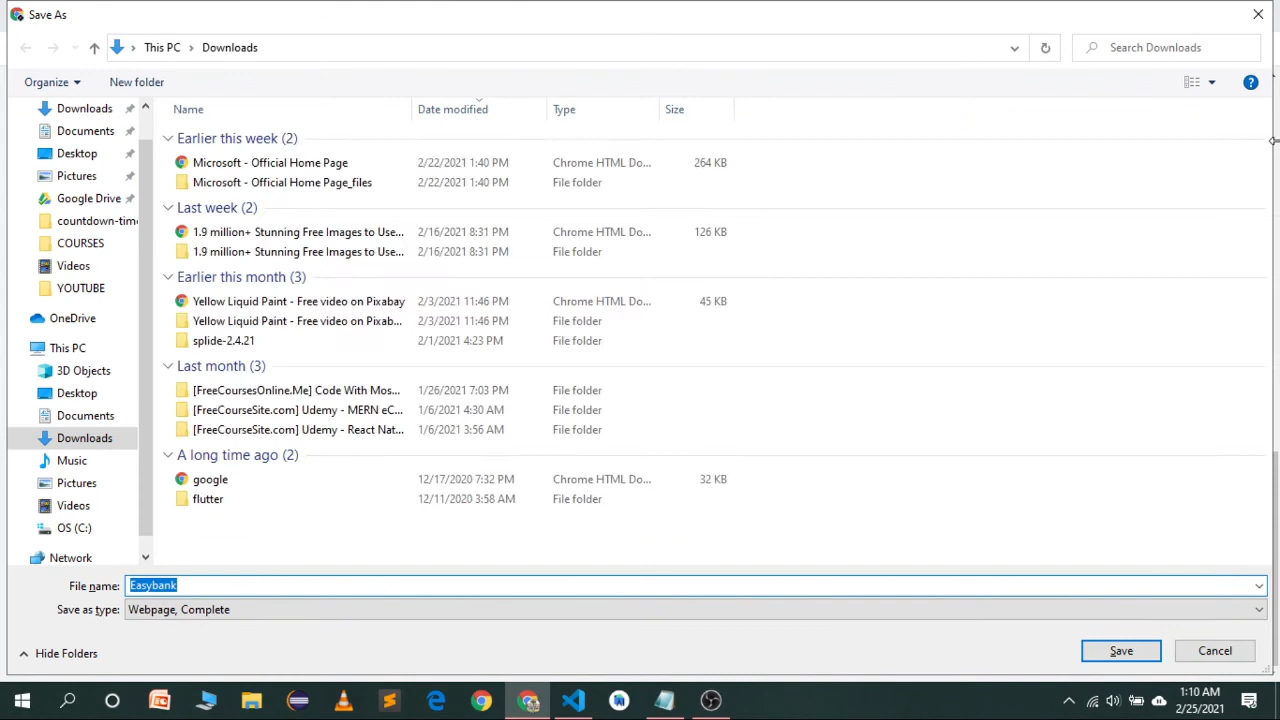 Save As
This PC > Downloads
Search Downloads
Organize
New folder
Name Date modified Type Size
Downloads
Documents
Desktop
Pictures
Google Drive
countdown-tim
COURSES
Videos
YOUTUBE
OneDrive
This PC
3D Objects
Desktop
Documents
Downloads
Music
Pictures
Videos
OS (C:)
Network
Earlier this week (2)
Microsoft - Official Home Page 2/22/2021 1:40 PM Chrome HTML Do... 264 KB
Microsoft - Official Home Page_files 2/22/2021 1:40 PM File folder
Last week (2)
1.9 million+ Stunning Free Images to Use... 2/16/2021 8:31 PM Chrome HTML Do... 126 KB
1.9 million+ Stunning Free Images to Use... 2/16/2021 8:31 PM File folder
Earlier this month (3)
Yellow Liquid Paint - Free video on Pixabay 2/3/2021 11:46 PM Chrome HTML Do... 45 KB
Yellow Liquid Paint - Free video on Pixab... 2/3/2021 11:46 PM File folder
splide-2.4.21 2/1/2021 4:23 PM File folder
Last month (3)
[FreeCoursesOnline.Me] Code With Mos... 1/26/2021 7:03 PM File folder
[FreeCourseSite.com] Udemy - MERN eC... 1/6/2021 4:30 AM File folder
[FreeCourseSite.com] Udemy - React Nat... 1/6/2021 3:56 AM File folder
A long time ago (2)
google 12/17/2020 7:32 PM Chrome HTML Do... 32 KB
flutter 12/11/2020 3:58 AM File folder
File name: Easybank
Save as type: Webpage, Complete
Hide Folders
Save
Cancel
1:10 AM
2/25/2021